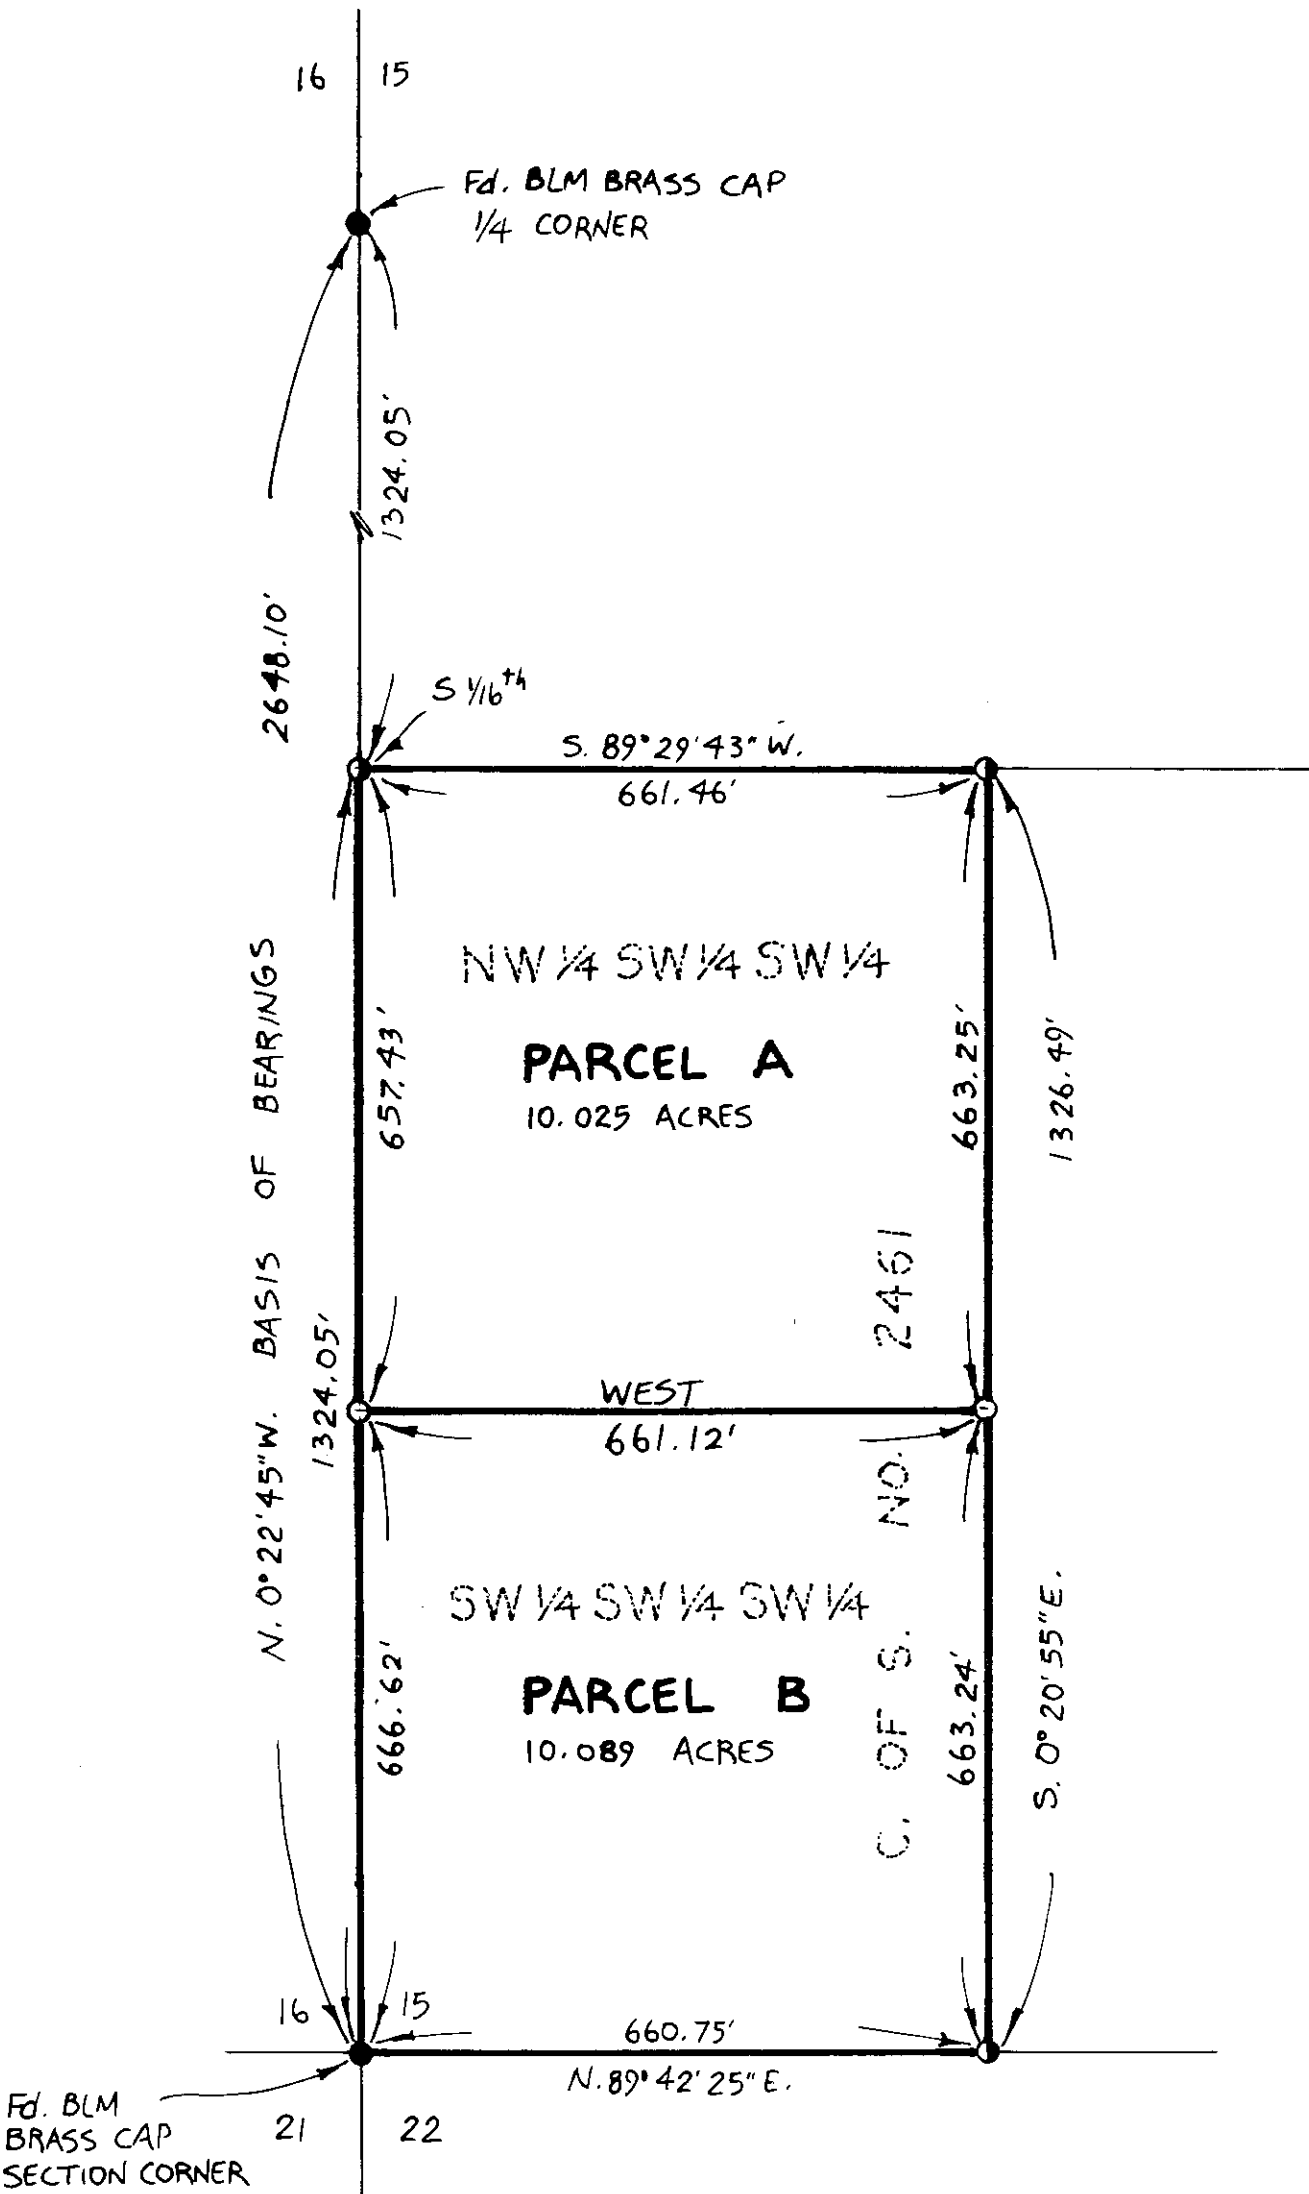 16 15
Fd. BLM BRASS CAP
1/4 CORNER
1324.05'
2648.10'
S 1/16th
S. 89°29'43" W.
661.46'
NW 1/4 SW 1/4 SW 1/4
PARCEL A
10.025 ACRES
657.43'
663.25'
1326.49'
N. 0°22'45"W. BASIS OF BEARINGS
1324.05'
WEST
661.12'
C. OF S. NO. 2461
SW 1/4 SW 1/4 SW 1/4
PARCEL B
10.089 ACRES
666.62'
663.24'
S. 0°20'55"E.
16 15
660.75'
N. 89°42'25"E.
Fd. BLM
BRASS CAP
SECTION CORNER
21 22